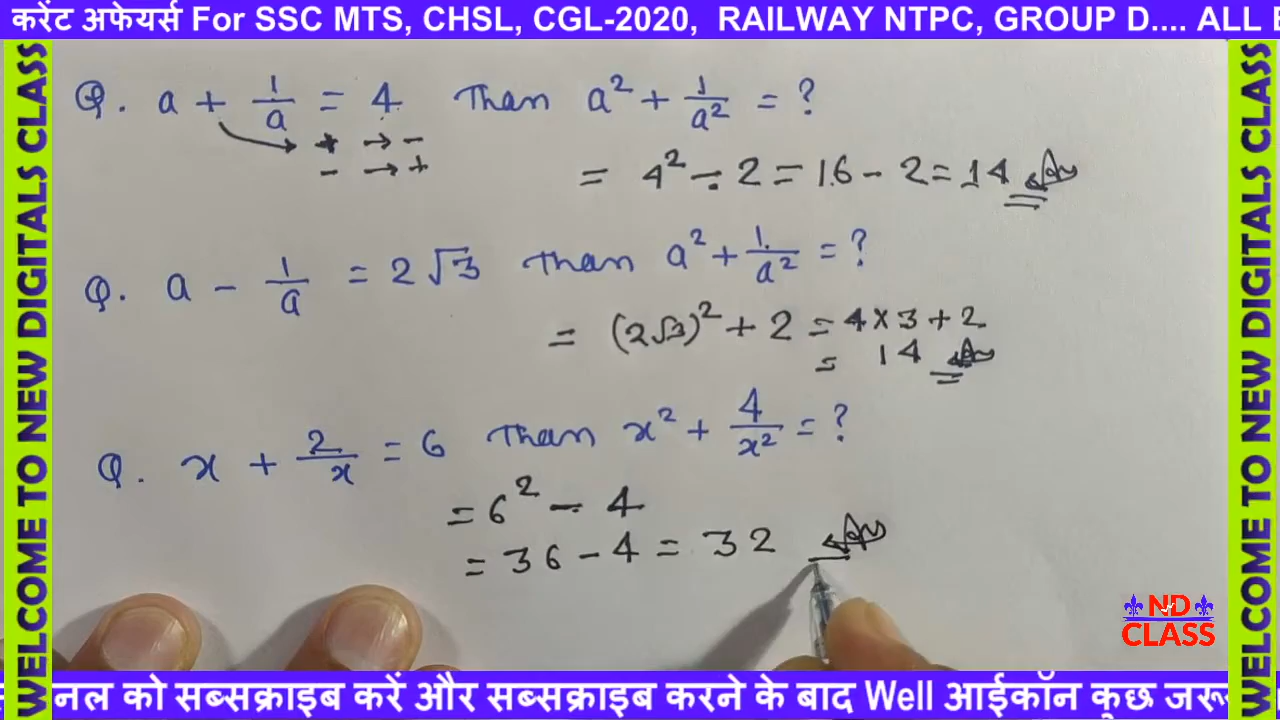 करेंट अफेयर्स For SSC MTS, CHSL, CGL-2020, RAILWAY NTPC, GROUP D.... ALL
WELCOME TO NEW DIGITALS CLASS
Q. a + 1/a = 4 Than a² + 1/a² = ?
+ → -
- → +
= 4² - 2 = 16 - 2 = 14
Q. a - 1/a = 2√3 Than a² + 1/a² = ?
= (2√3)² + 2 = 4 x 3 + 2
= 14
Q. x + 2/x = 6 Than x² + 4/x² = ?
= 6² - 4
= 36 - 4 = 32
ND
CLASS
WELCOME TO NEW DIGITALS CLASS
को सब्सक्राइब करें और सब्सक्राइब करने के बाद Well आईकॉन कुछ